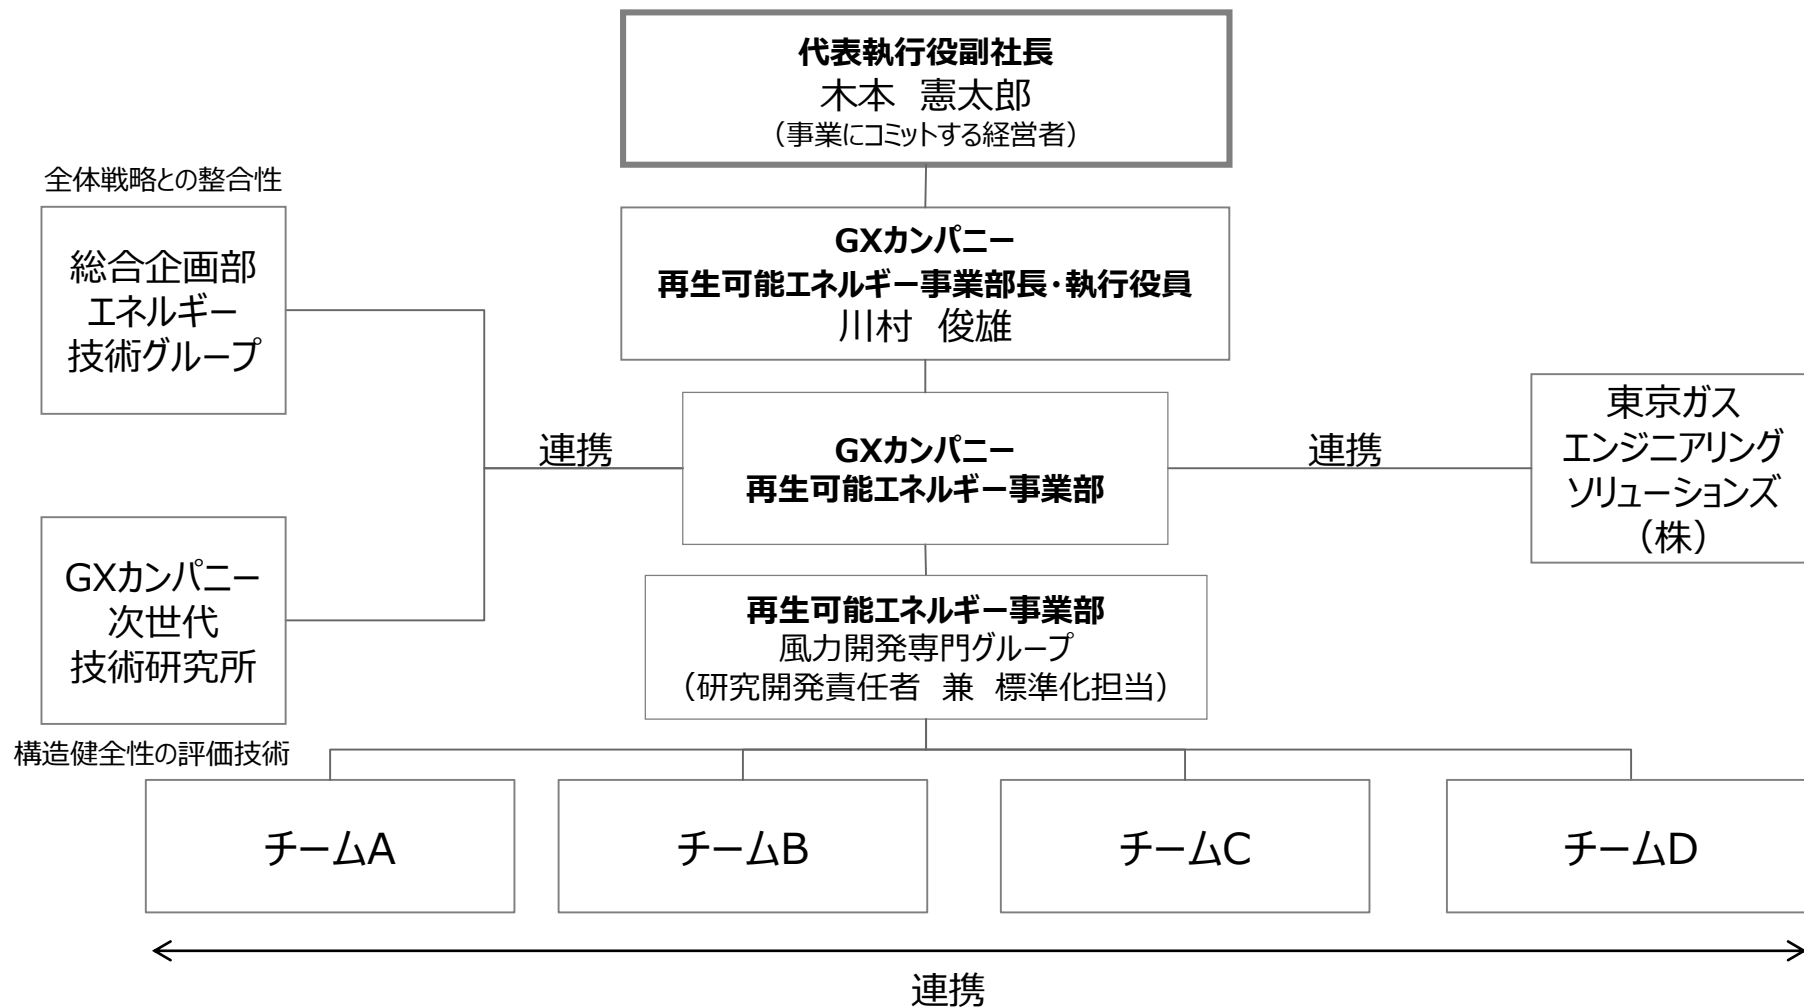 代表執行役副社長
木本 憲太郎
(事業にコミットする経営者)
全体戦略との整合性
総合企画部
エネルギー
技術グループ
GXカンパニー
再生可能エネルギー事業部長・執行役員
川村 俊雄
連携
GXカンパニー
再生可能エネルギー事業部
連携
東京ガス
エンジニアリング
ソリューションズ
(株)
GXカンパニー
次世代
技術研究所
構造健全性の評価技術
再生可能エネルギー事業部
風力開発専門グループ
(研究開発責任者 兼 標準化担当)
チームA
チームB
チームC
チームD
連携